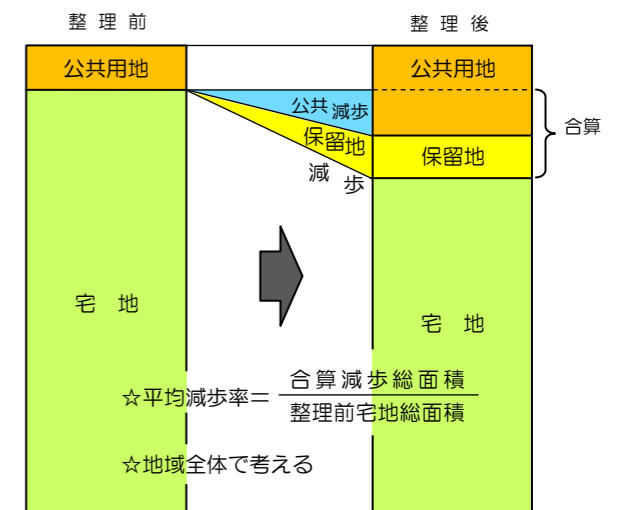 整理前
整理後
公共用地
公共用地
公共減歩
合算
保留地
保留地
減歩
宅地
宅地
☆平均減歩率＝合算減歩総面積
整理前宅地総面積
☆地域全体で考える